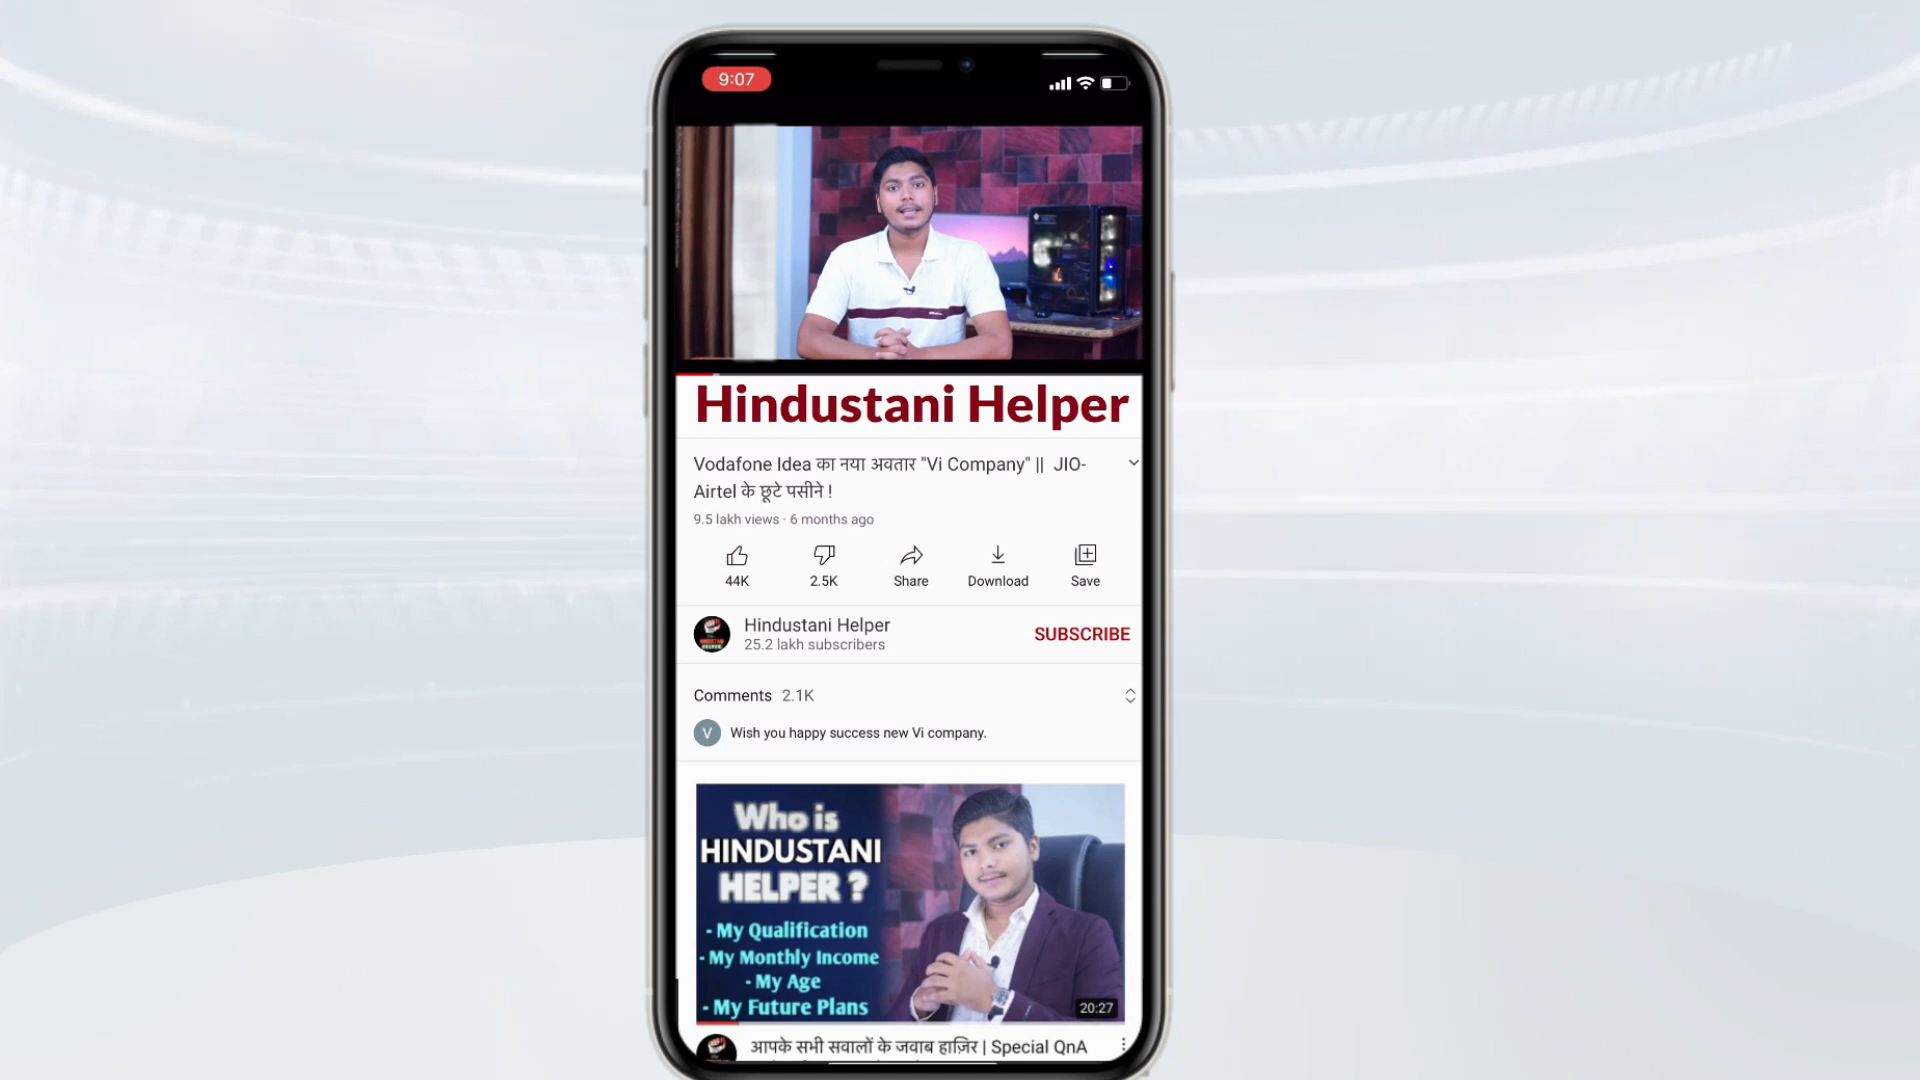 9:07
Hindustani Helper
Vodafone Idea का नया अवतार "Vi Company" || JIO-
Airtel के छूटे पसीने !
9.5 lakh views · 6 months ago
44K
2.5K
Share
Download
Save
Hindustani Helper
25.2 lakh subscribers
SUBSCRIBE
Comments 2.1K
V
Wish you happy success new Vi company.
Who is
HINDUSTANI
HELPER ?
- My Qualification
- My Monthly Income
- My Age
- My Future Plans
20:27
आपके सभी सवालों के जवाब हाज़िर | Special QnA